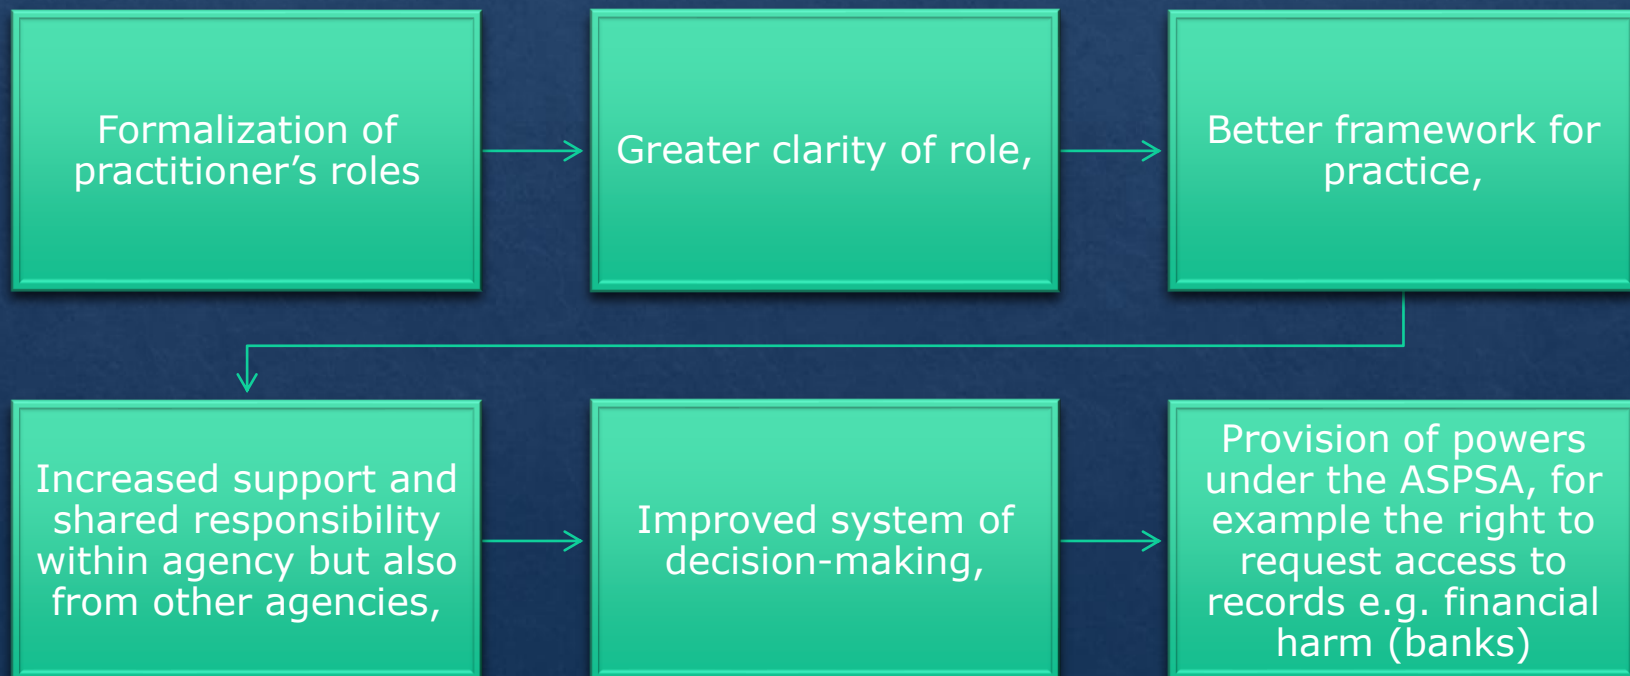 Formalization of
practitioner’s roles
Greater clarity of role,
Better framework for
practice,
Increased support and
shared responsibility
within agency but also
from other agencies,
Improved system of
decision-making,
Provision of powers
under the ASPSA, for
example the right to
request access to
records e.g. financial
harm (banks)